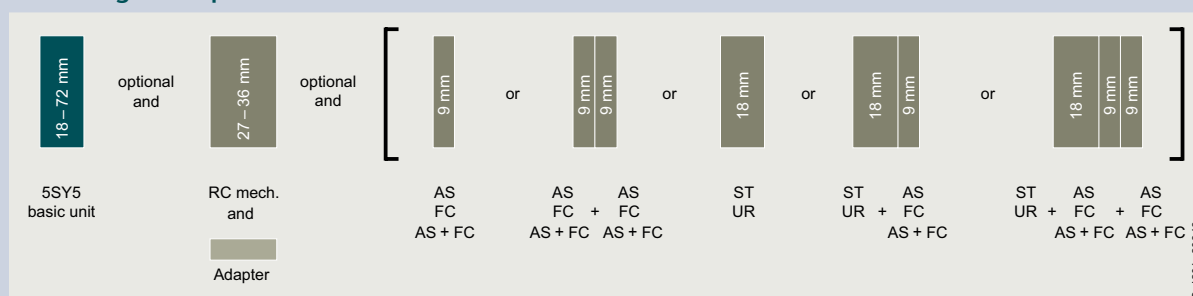 18 – 72 mm
optional
and
27 – 36 mm
optional
and
9 mm
or
9 mm
9 mm
or
18 mm
or
18 mm
9 mm
or
18 mm
9 mm
9 mm
5SY5
basic unit
RC mech.
and
Adapter
AS
FC
AS + FC
AS AS
FC + FC
AS + FC AS + FC
ST
UR
ST AS
UR + FC
AS + FC
ST AS AS
UR + FC + FC
AS + FC AS + FC